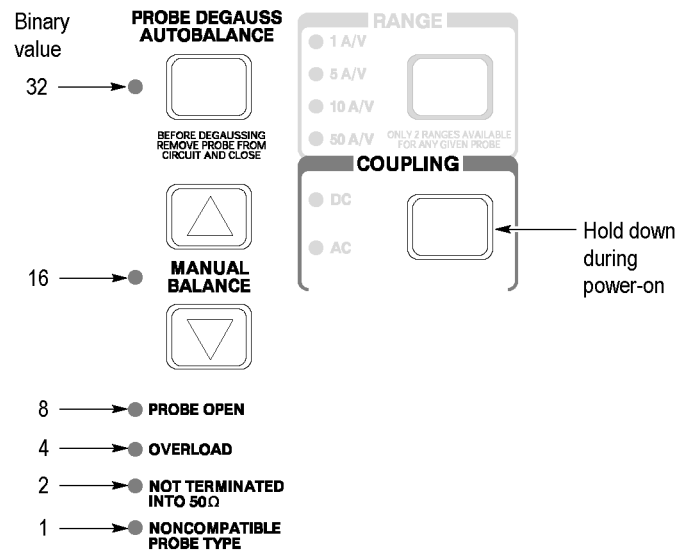 Binary
value
PROBE DEGAUSS
AUTOBALANCE
32
BEFORE DEGAUSSING
REMOVE PROBE FROM
CIRCUIT AND CLOSE
RANGE
1 A/V
5 A/V
10 A/V
50 A/V
ONLY 2 RANGES AVAILABLE
FOR ANY GIVEN PROBE
COUPLING
DC
AC
Hold down
during
power-on
16
MANUAL
BALANCE
8
PROBE OPEN
4
OVERLOAD
2
NOT TERMINATED
INTO 50Ω
1
NONCOMPATIBLE
PROBE TYPE